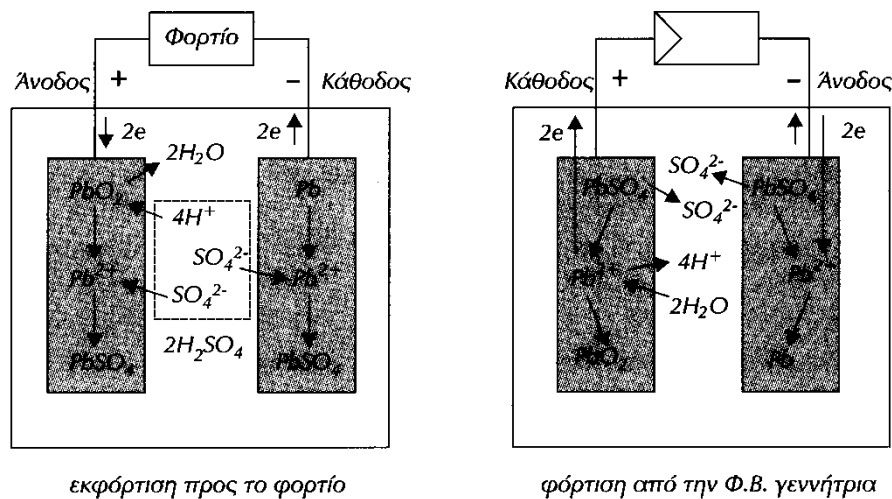 Φορτίο
Άνοδος + − Κάθοδος
2e 2e
2H₂O
PbO₂ Pb
4H⁺
SO₄²⁻
Pb²⁺ Pb²⁺
SO₄²⁻
2H₂SO₄
PbSO₄ PbSO₄
εκφόρτιση προς το φορτίο
Κάθοδος + − Άνοδος
2e 2e
SO₄²⁻
PbSO₄ PbSO₄
SO₄²⁻
4H⁺
Pb²⁺ Pb²⁺
2H₂O
PbO₂ Pb
φόρτιση από την Φ.Β. γεννήτρια